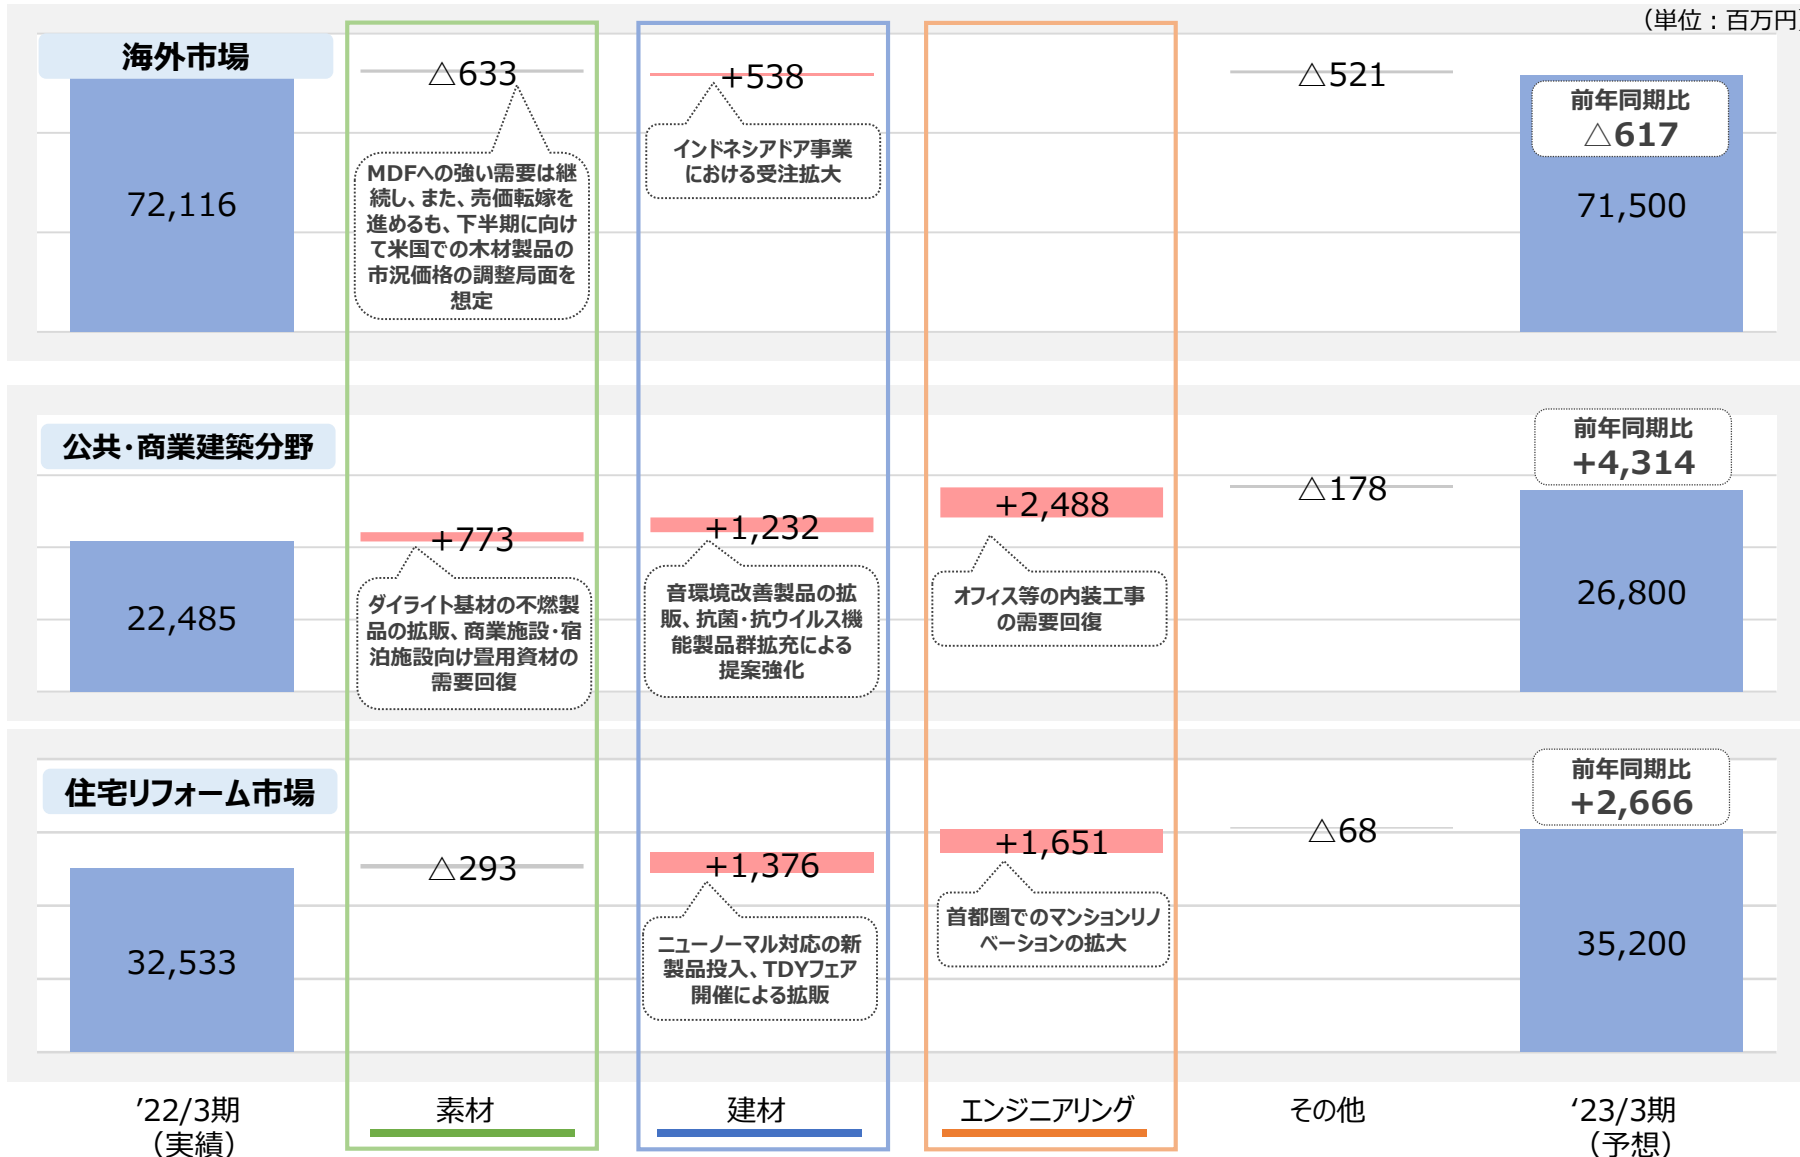 （単位：百万円）
海外市場
72,116
△633
MDFへの強い需要は継
続し、また、売価転嫁を
進めるも、下半期に向け
て米国での木材製品の
市況価格の調整局面を
想定
+538
インドネシアドア事業
における受注拡大
△521
前年同期比
△617
71,500
公共・商業建築分野
22,485
+773
ダイライト基材の不燃製
品の拡販、商業施設・宿
泊施設向け畳用資材の
需要回復
+1,232
音環境改善製品の拡
販、抗菌・抗ウイルス機
能製品群拡充による
提案強化
+2,488
オフィス等の内装工事
の需要回復
△178
前年同期比
+4,314
26,800
住宅リフォーム市場
32,533
△293
+1,376
ニューノーマル対応の新
製品投入、TDYフェア
開催による拡販
+1,651
首都圏でのマンションリノ
ベーションの拡大
△68
前年同期比
+2,666
35,200
’22/3期
（実績）
素材
建材
エンジニアリング
その他
‘23/3期
（予想）